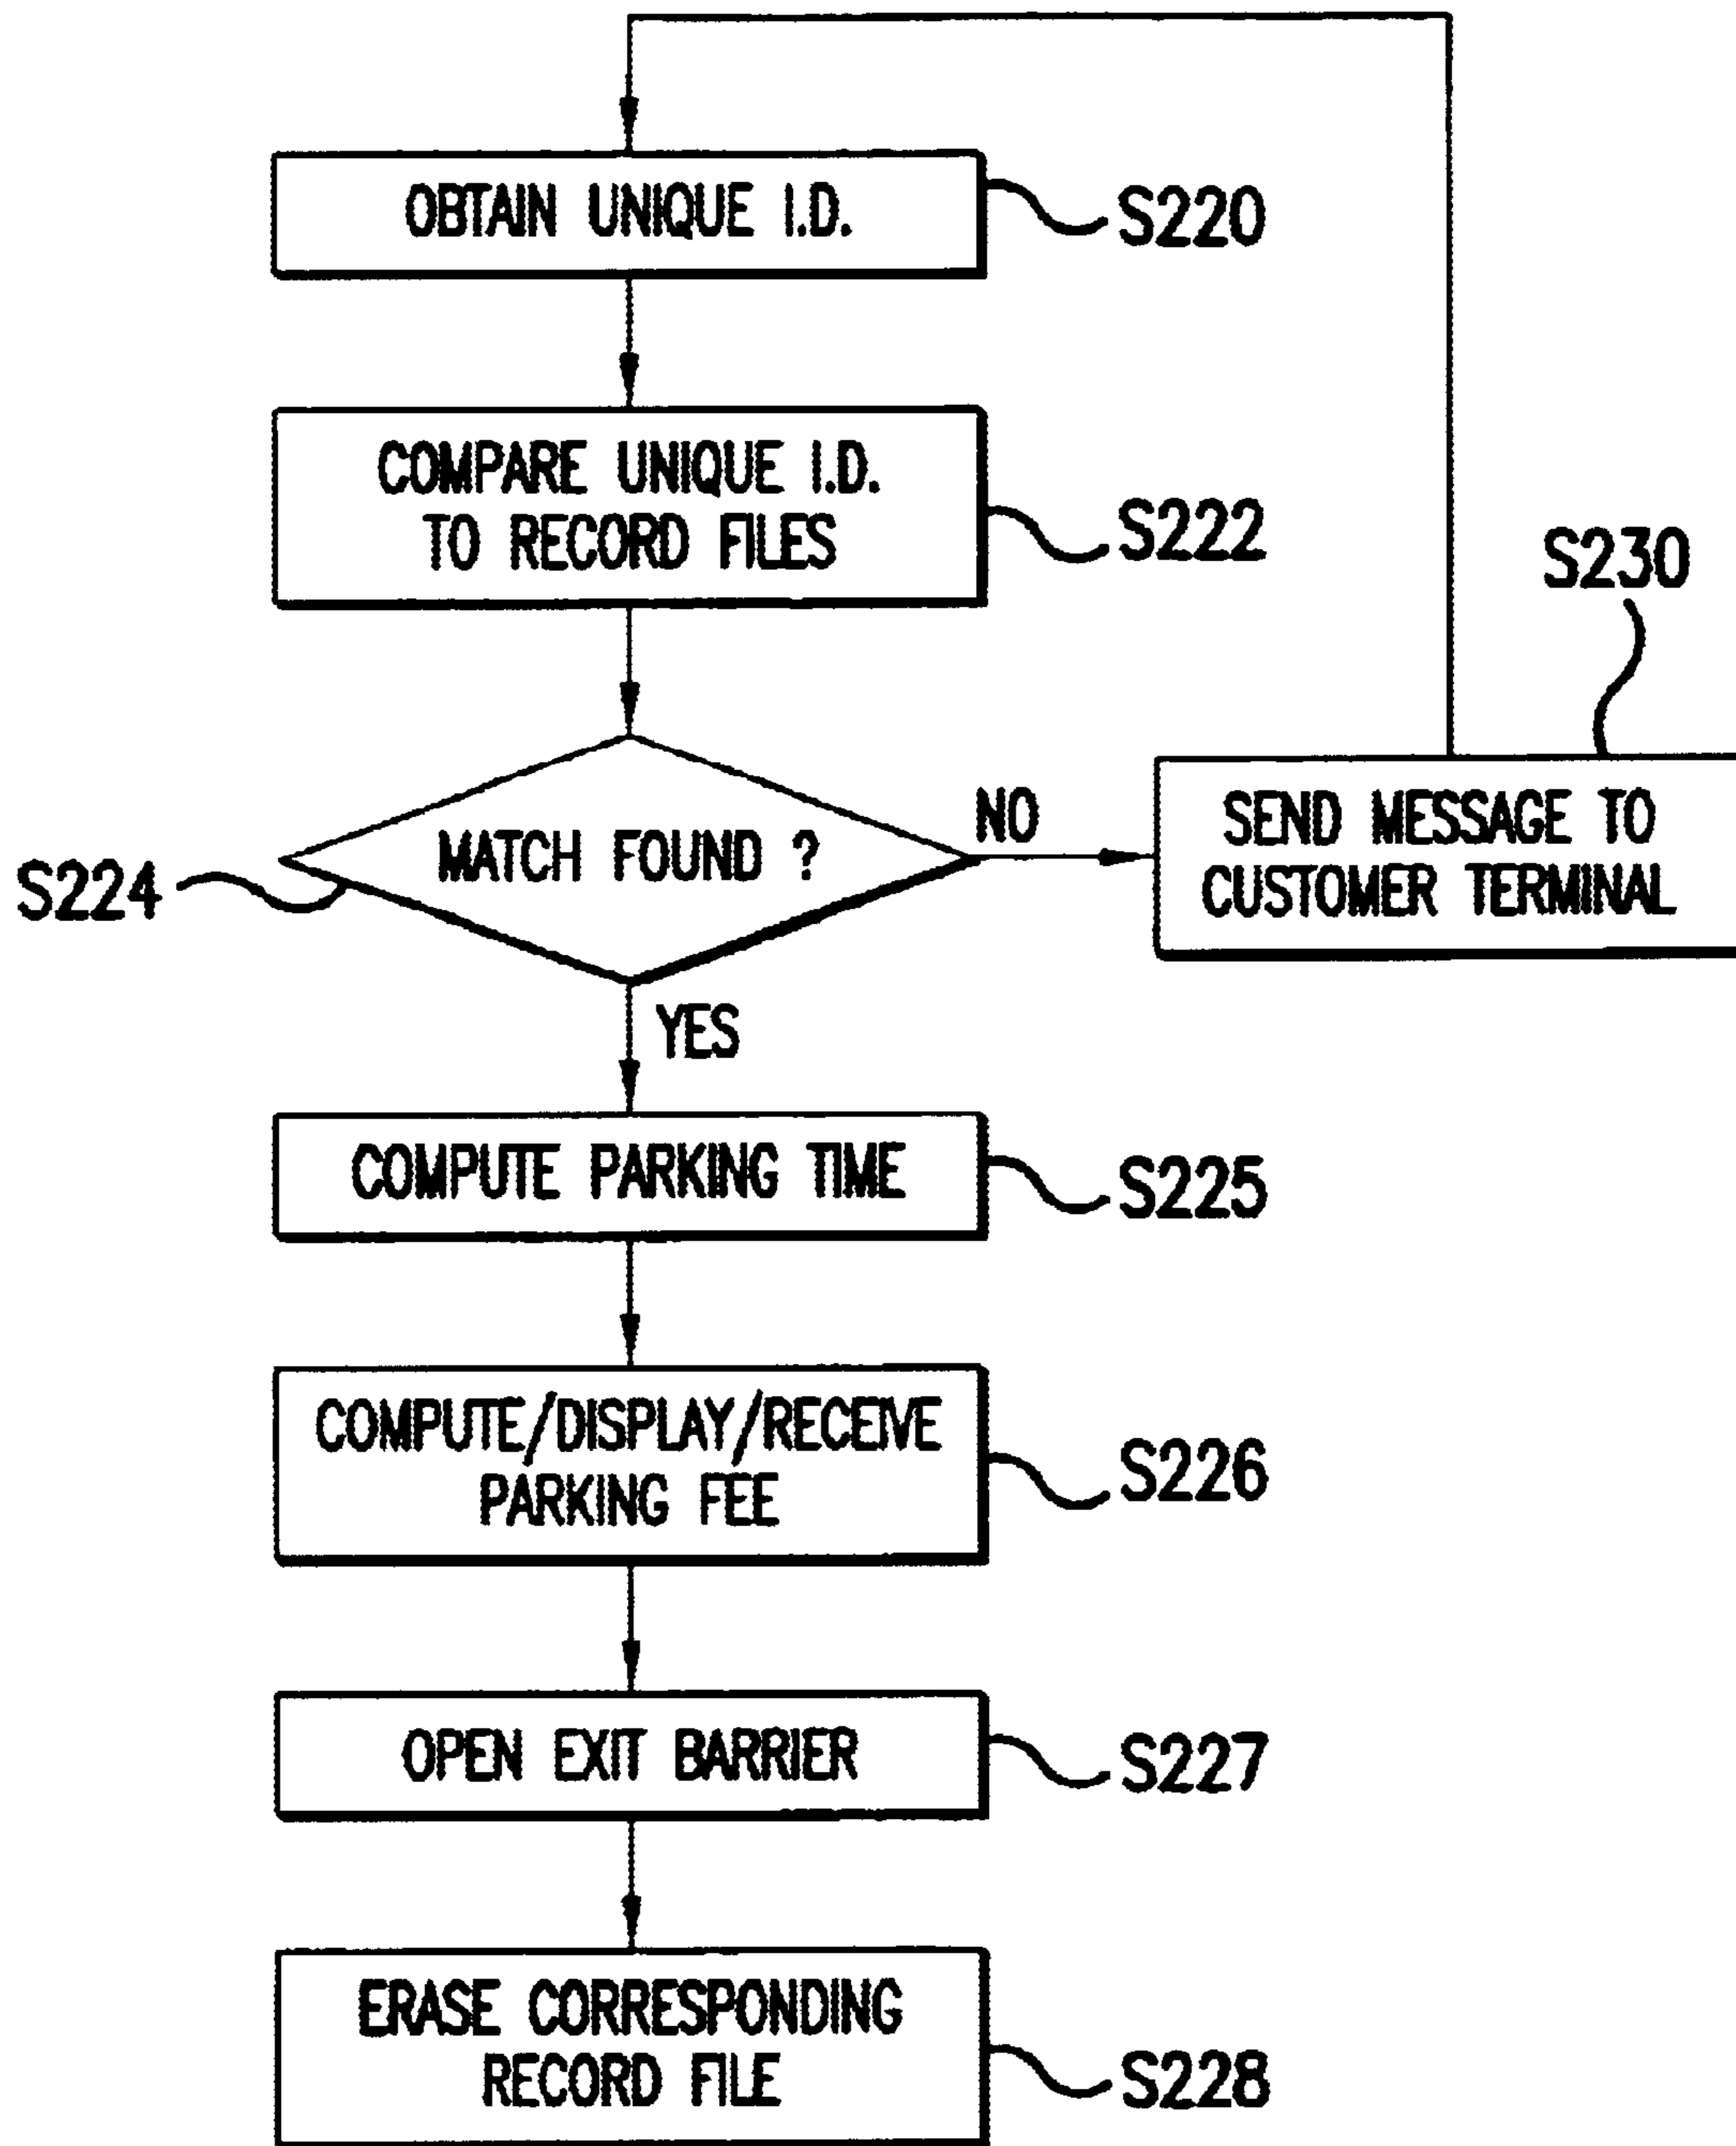 OBTAIN UNIQUE I.D.
S220
COMPARE UNIQUE I.D.
TO RECORD FILES
S222
S230
MATCH FOUND ?
S224
NO
SEND MESSAGE TO
CUSTOMER TERMINAL
YES
COMPUTE PARKING TIME
S225
COMPUTE/DISPLAY/RECEIVE
PARKING FEE
S226
OPEN EXIT BARRIER
S227
ERASE CORRESPONDING
RECORD FILE
S228